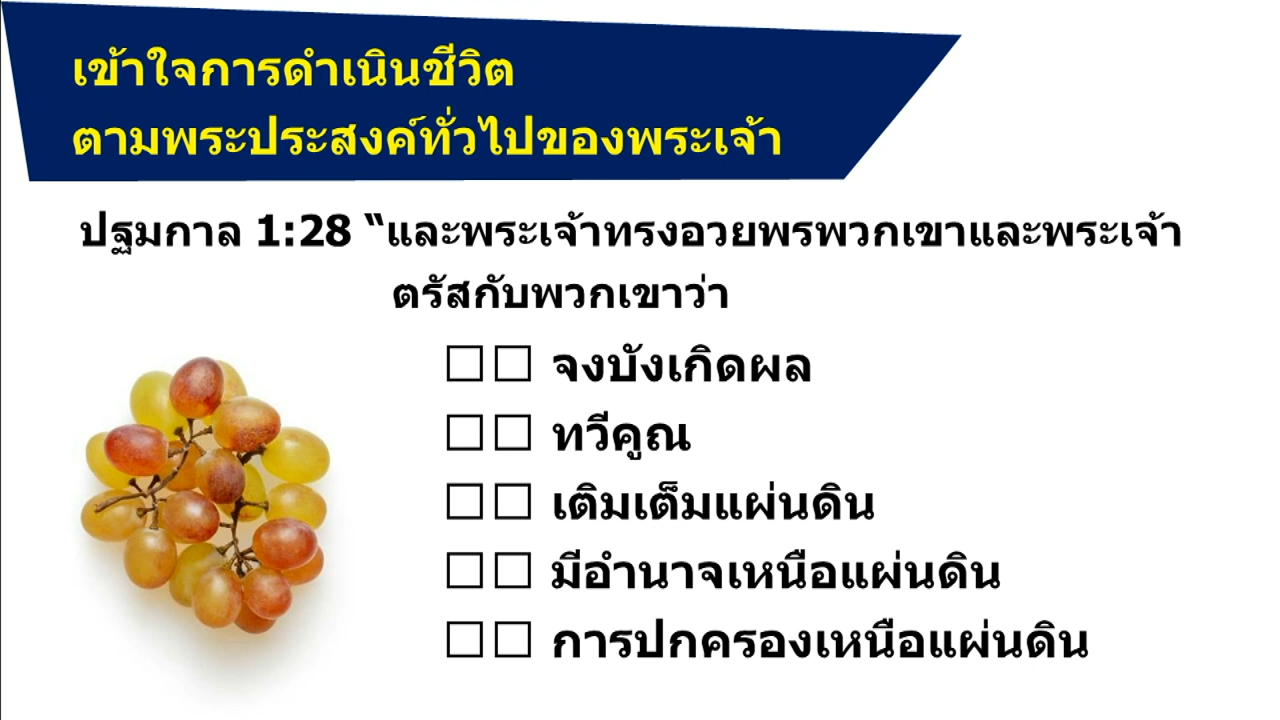 เข้าใจการดำเนินชีวิต
ตามพระประสงค์ทั่วไปของพระเจ้า
ปฐมกาล 1:28 “และพระเจ้าทรงอวยพรพวกเขาและพระเจ้า
ตรัสกับพวกเขาว่า
□□ จงบังเกิดผล
□□ ทวีคูณ
□□ เติมเต็มแผ่นดิน
□□ มีอำนาจเหนือแผ่นดิน
□□ การปกครองเหนือแผ่นดิน